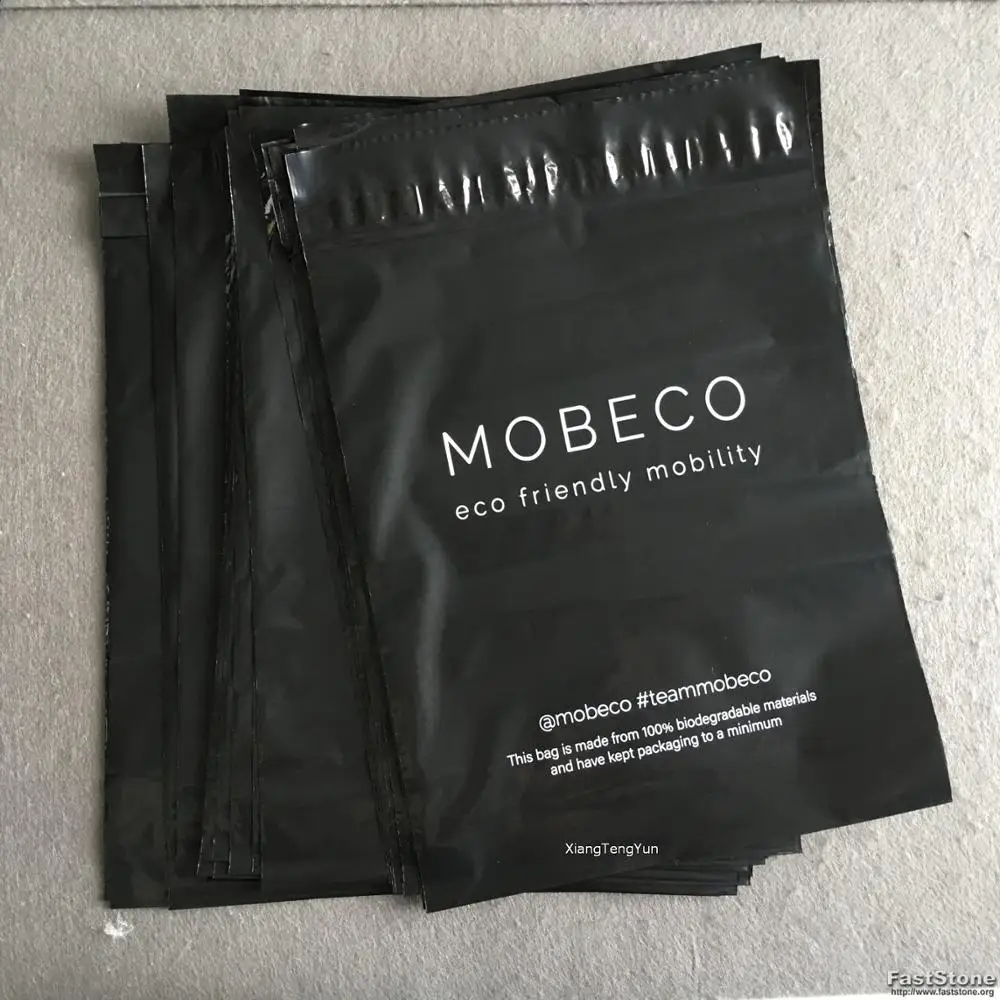 MOBECO
eco friendly mobility
@mobeco #teammobeco
This bag is made from 100% biodegradable materials
and have kept packaging to a minimum
XiangTengYun
FastStone
http://www.faststone.org